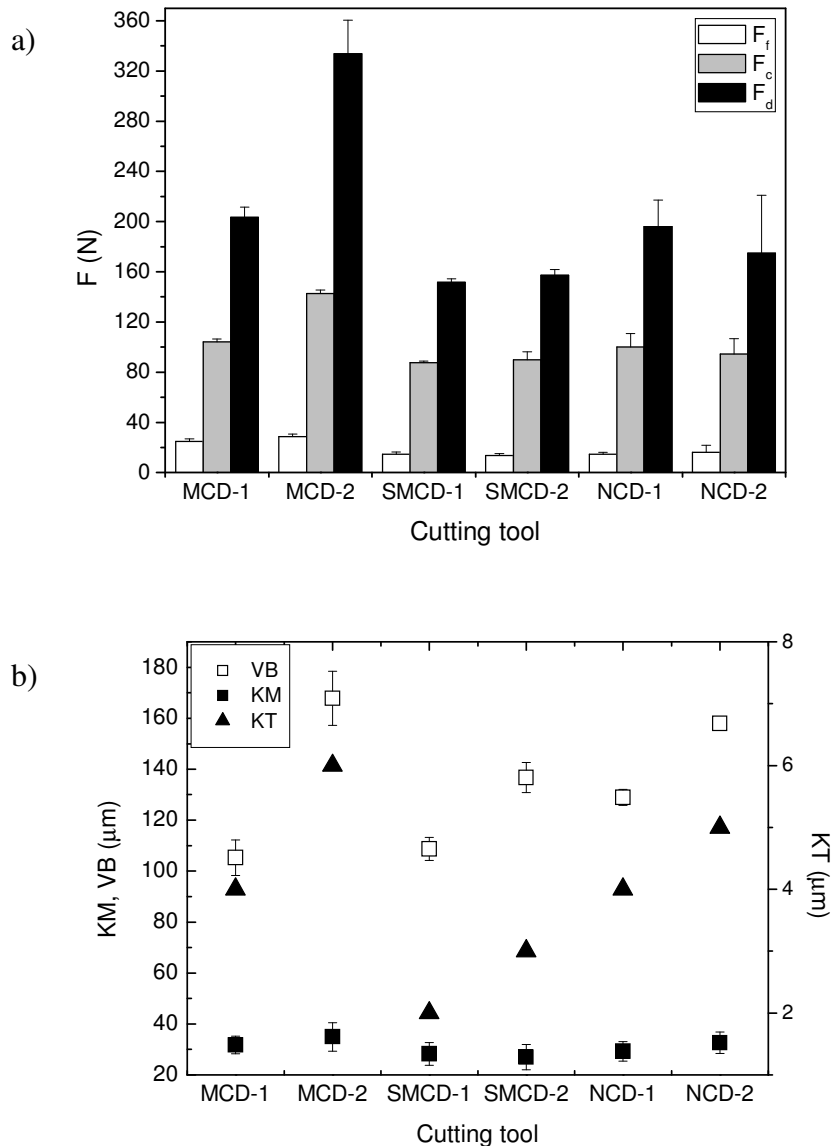 a)
360
320
280
240
200
160
120
80
40
0
F (N)
F_f
F_c
F_d
MCD-1 MCD-2 SMCD-1 SMCD-2 NCD-1 NCD-2
Cutting tool
b)
180
160
140
120
100
80
60
40
20
KM, VB (μm)
VB
KM
KT
8
6
4
2
KT (μm)
MCD-1 MCD-2 SMCD-1 SMCD-2 NCD-1 NCD-2
Cutting tool